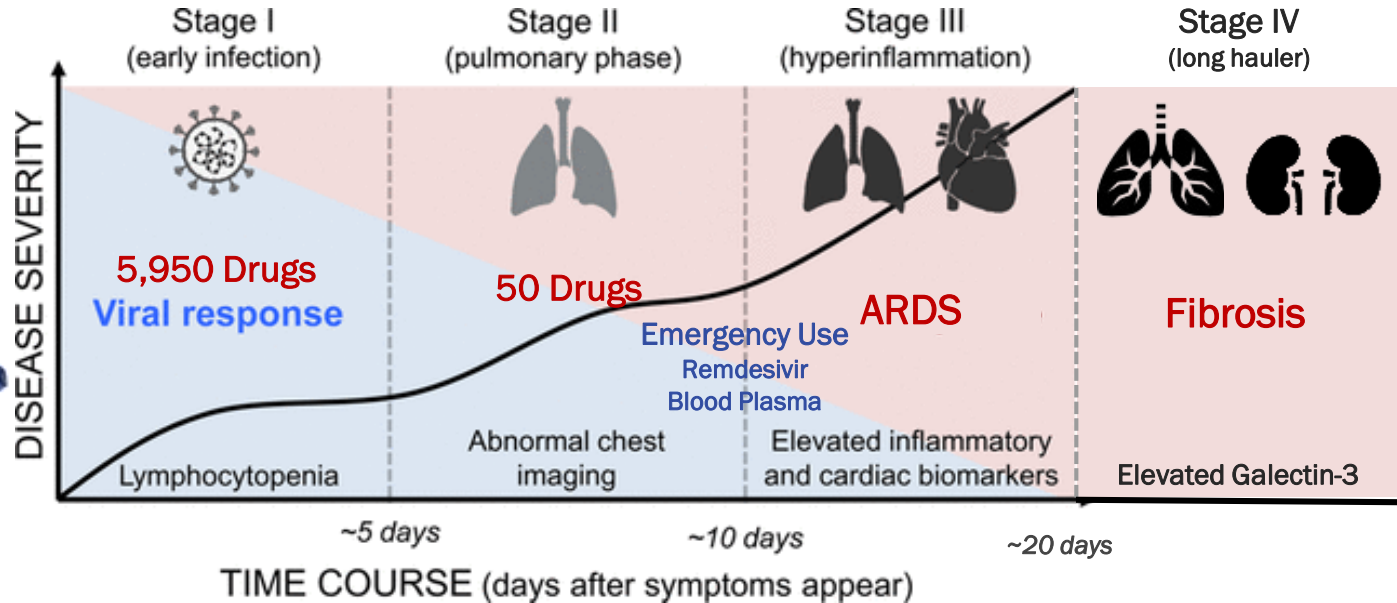 Stage I
(early infection)
Stage II
(pulmonary phase)
Stage III
(hyperinflammation)
Stage IV
(long hauler)
DISEASE SEVERITY
5,950 Drugs
Viral response
Lymphocytopenia
50 Drugs
Emergency Use
Remdesivir
Blood Plasma
Abnormal chest
imaging
ARDS
Elevated inflammatory
and cardiac biomarkers
Fibrosis
Elevated Galectin-3
~5 days
~10 days
~20 days
TIME COURSE (days after symptoms appear)